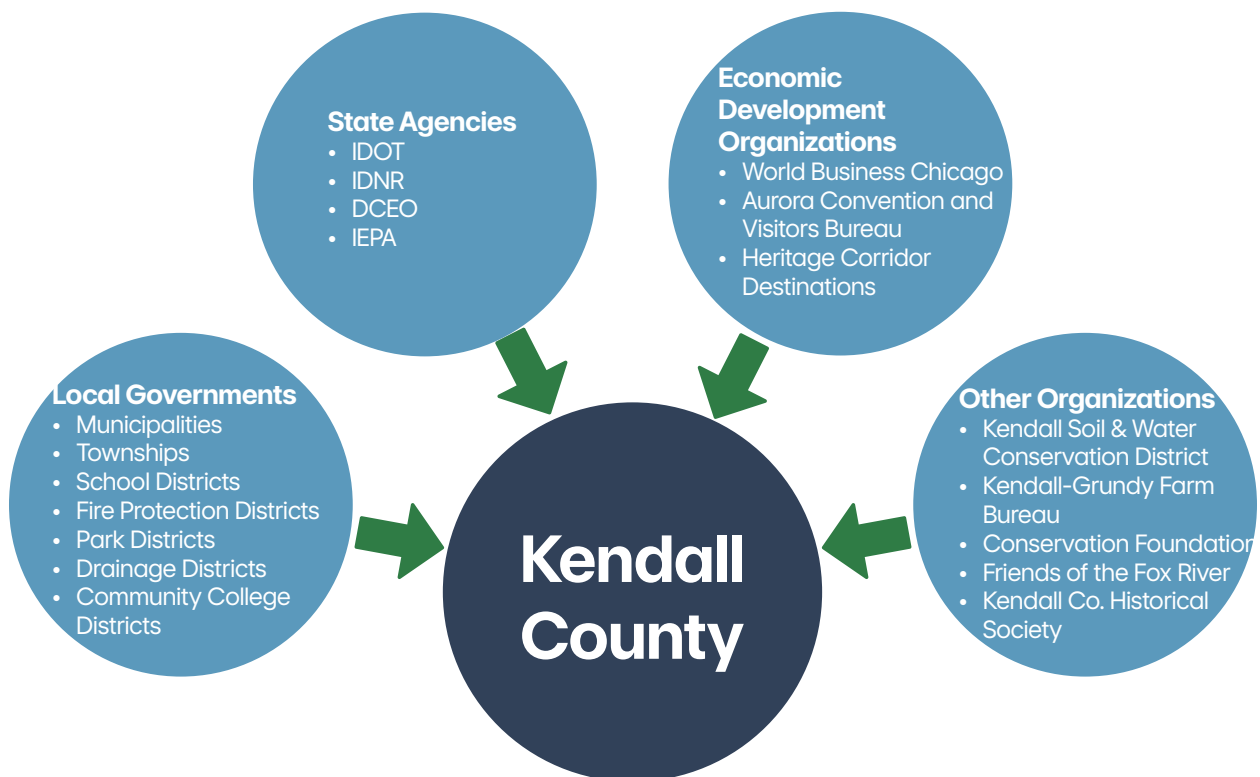 State Agencies
• IDOT
• IDNR
• DCEO
• IEPA
Economic
Development
Organizations
• World Business Chicago
• Aurora Convention and
Visitors Bureau
• Heritage Corridor
Destinations
Local Governments
• Municipalities
• Townships
• School Districts
• Fire Protection Districts
• Park Districts
• Drainage Districts
• Community College
Districts
Other Organizations
• Kendall Soil & Water
Conservation District
• Kendall-Grundy Farm
Bureau
• Conservation Foundation
• Friends of the Fox River
• Kendall Co. Historical
Society
Kendall
County